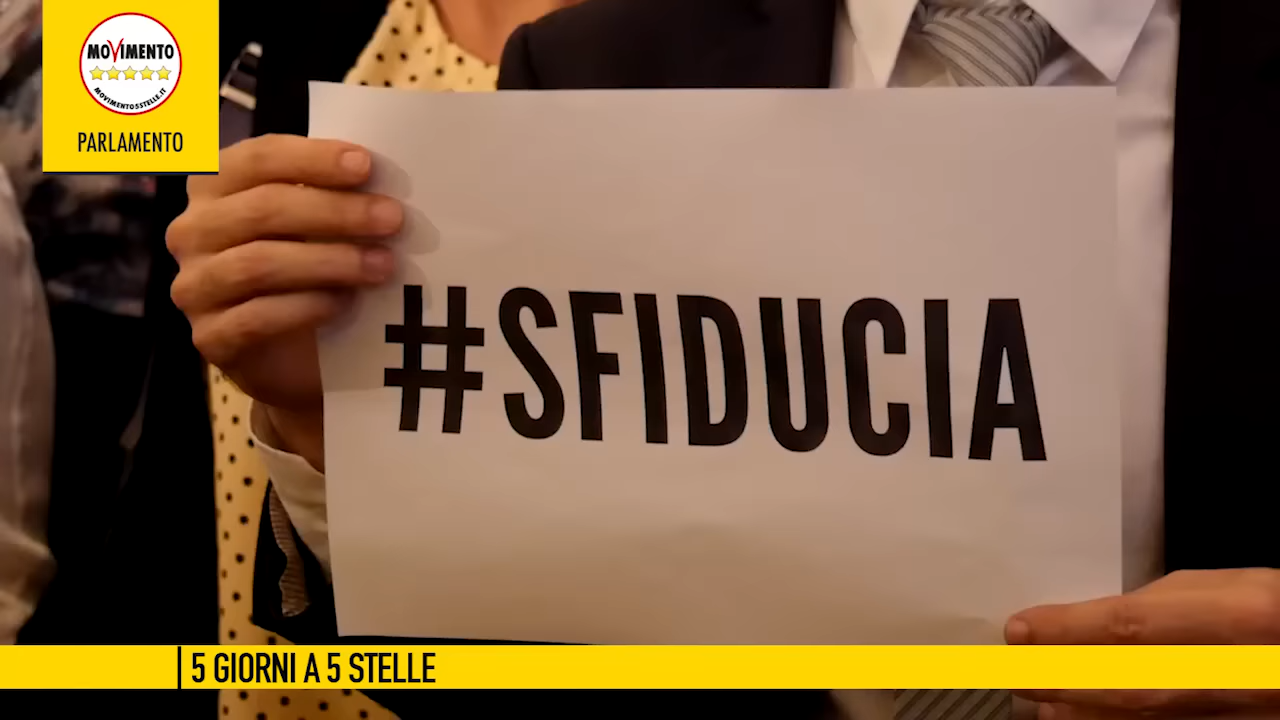 MOVIMENTO
MOVIMENTO5STELLE.IT
PARLAMENTO
#SFIDUCIA
5 GIORNI A 5 STELLE